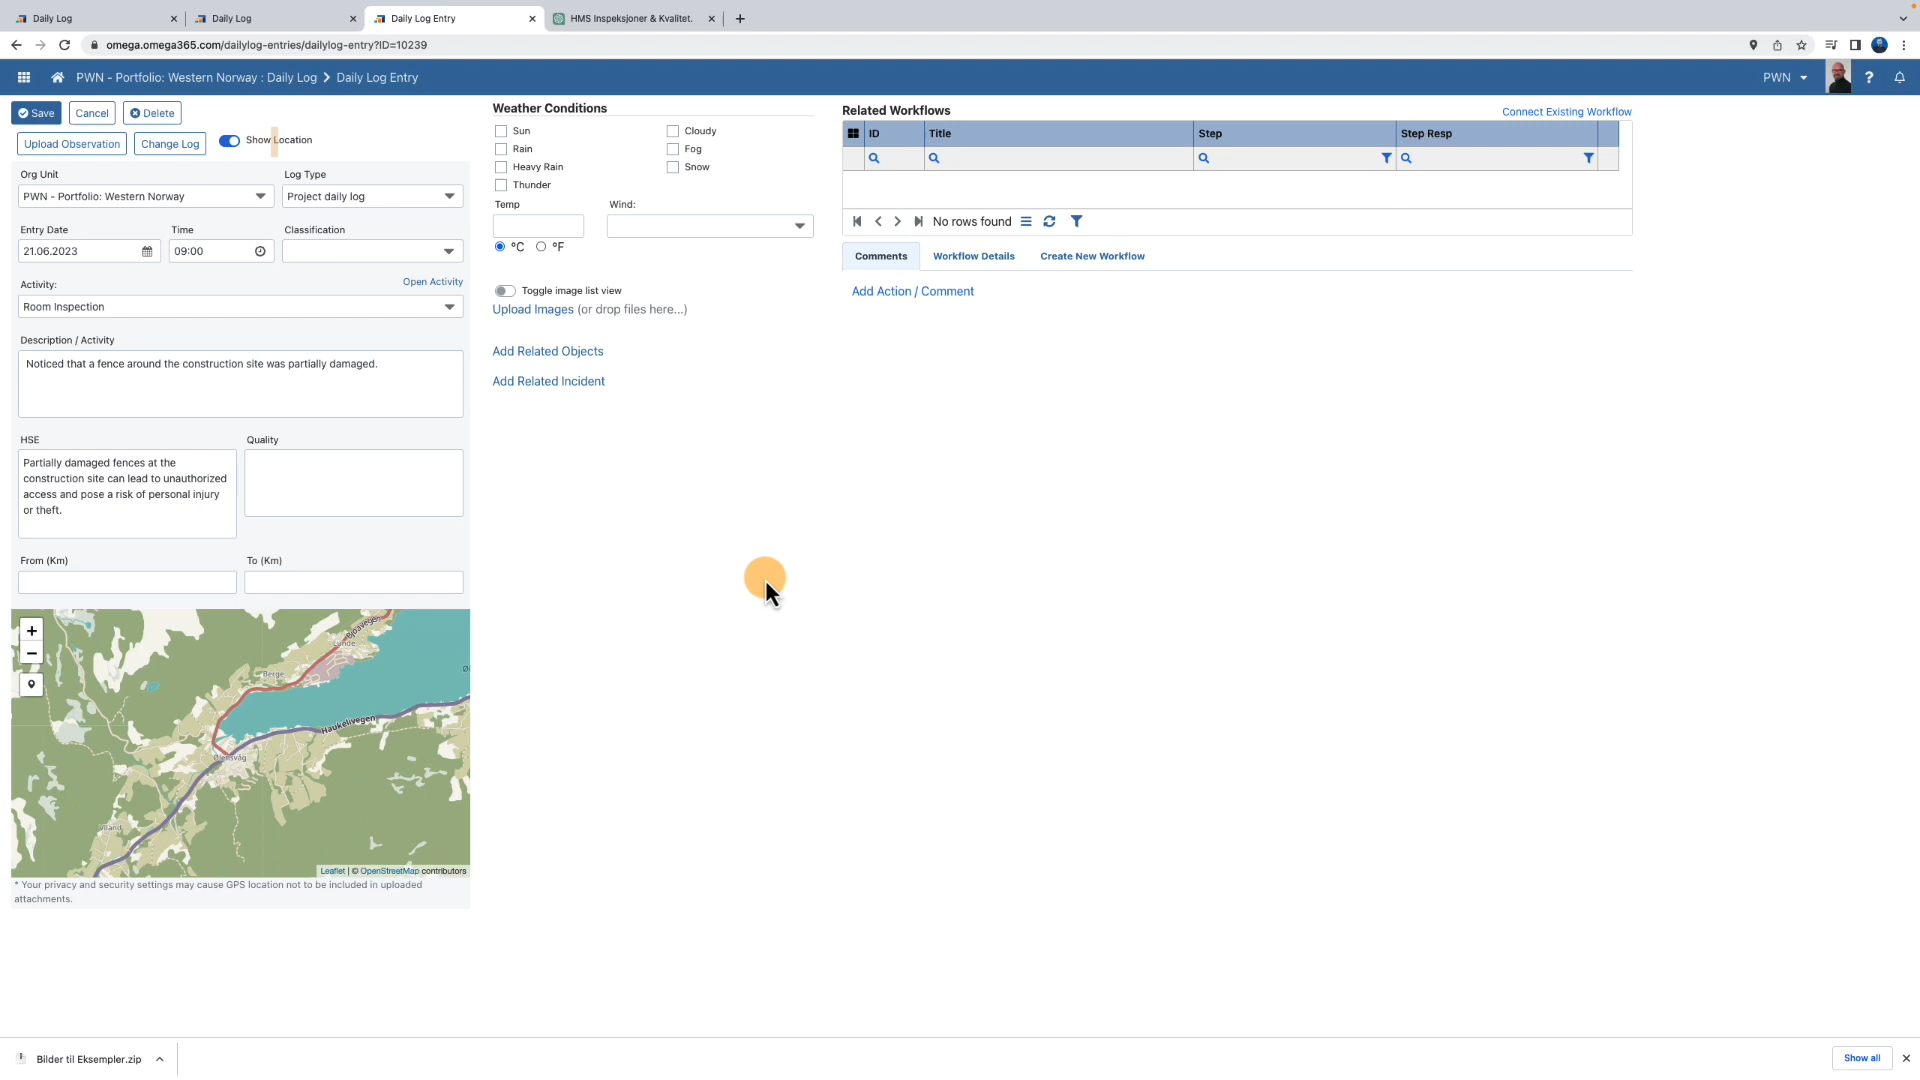 Daily Log
Daily Log
Daily Log Entry
HMS Inspeksjoner & Kvalitet.
omega.omega365.com/dailylog-entries/dailylog-entry?ID=10239
PWN - Portfolio: Western Norway : Daily Log > Daily Log Entry
PWN
Save
Cancel
Delete
Upload Observation
Change Log
Show Location
Org Unit
Log Type
PWN - Portfolio: Western Norway
Project daily log
Entry Date
Time
Classification
21.06.2023
09:00
Activity:
Open Activity
Room Inspection
Description / Activity
Noticed that a fence around the construction site was partially damaged.
HSE
Quality
Partially damaged fences at the
construction site can lead to unauthorized
access and pose a risk of personal injury
or theft.
From (Km)
To (Km)
+
−
Bjoavegen
Lunde
Berge
Haukelivegen
Ølensvåg
Viland
Leaflet | © OpenStreetMap contributors
* Your privacy and security settings may cause GPS location not to be included in uploaded
attachments.
Weather Conditions
Sun
Cloudy
Rain
Fog
Heavy Rain
Snow
Thunder
Temp
Wind:
°C
°F
Toggle image list view
Upload Images (or drop files here...)
Add Related Objects
Add Related Incident
Related Workflows
Connect Existing Workflow
ID
Title
Step
Step Resp
No rows found
Comments
Workflow Details
Create New Workflow
Add Action / Comment
Bilder til Eksempler.zip
Show all